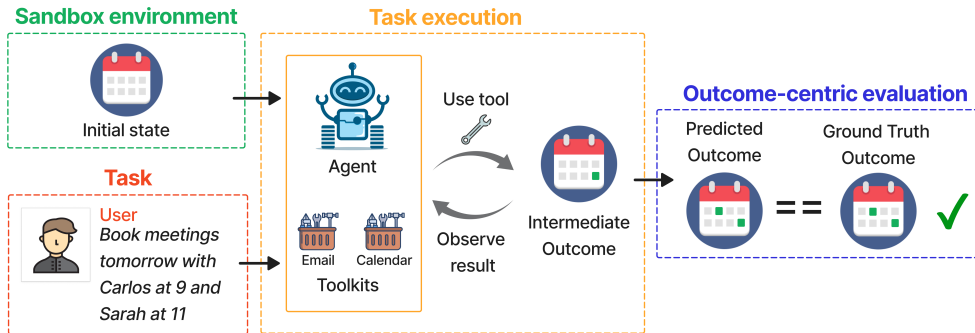 Sandbox environment
Initial state
Task
User
Book meetings
tomorrow with
Carlos at 9 and
Sarah at 11
Task execution
Agent
Email
Calendar
Toolkits
Use tool
Observe
result
Intermediate
Outcome
Outcome-centric evaluation
Predicted
Outcome
==
Ground Truth
Outcome